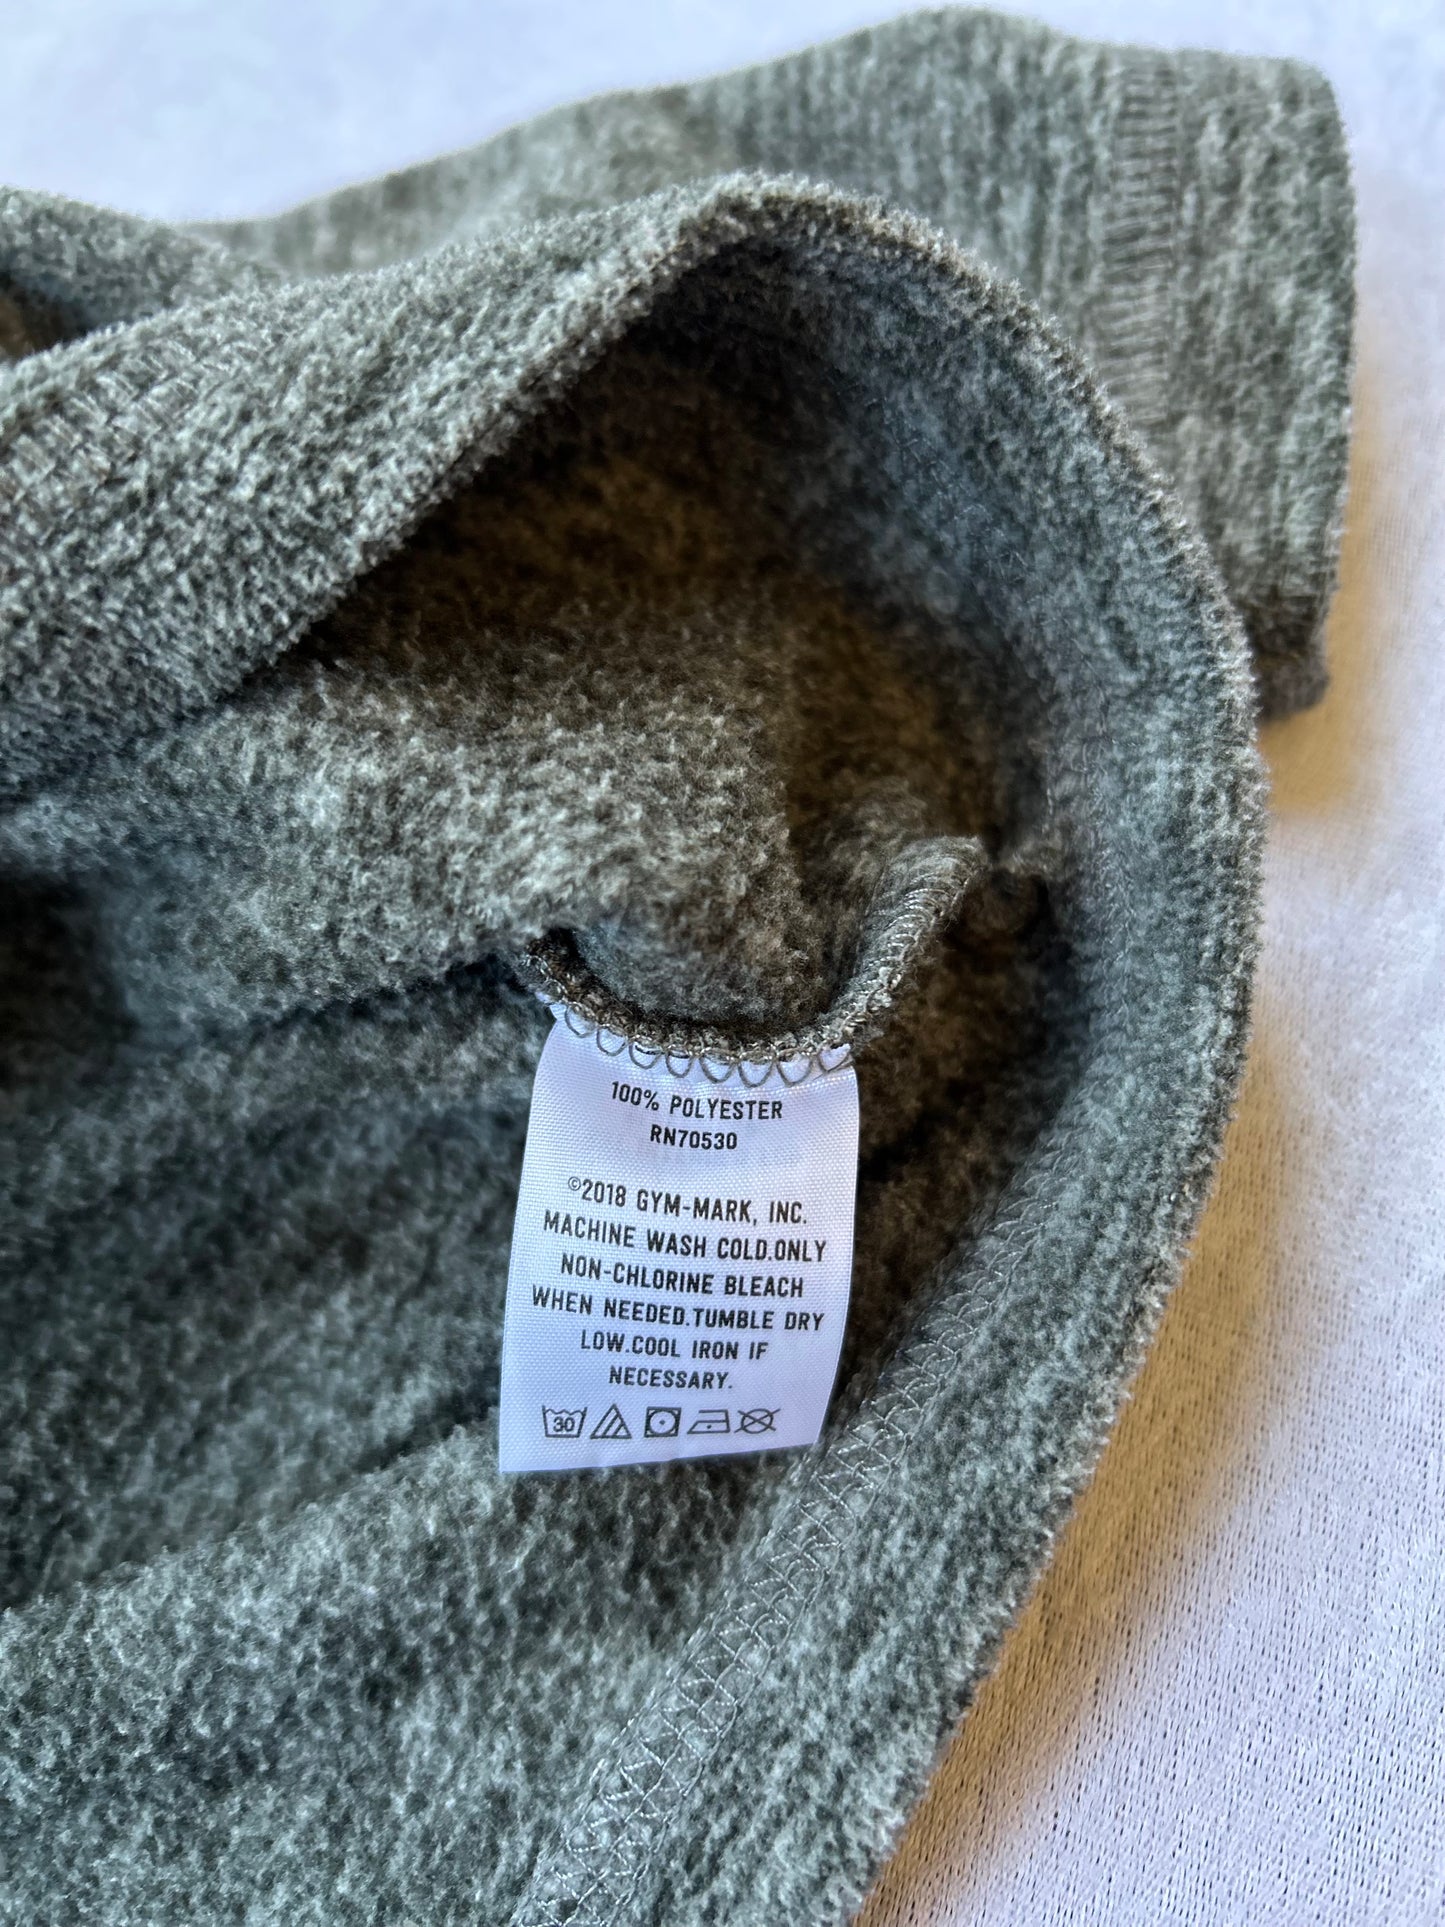 100% POLYESTER
RN70530
©2018 GYM-MARK, INC.
MACHINE WASH COLD.ONLY
NON-CHLORINE BLEACH
WHEN NEEDED.TUMBLE DRY
LOW.COOL IRON IF
NECESSARY.
30